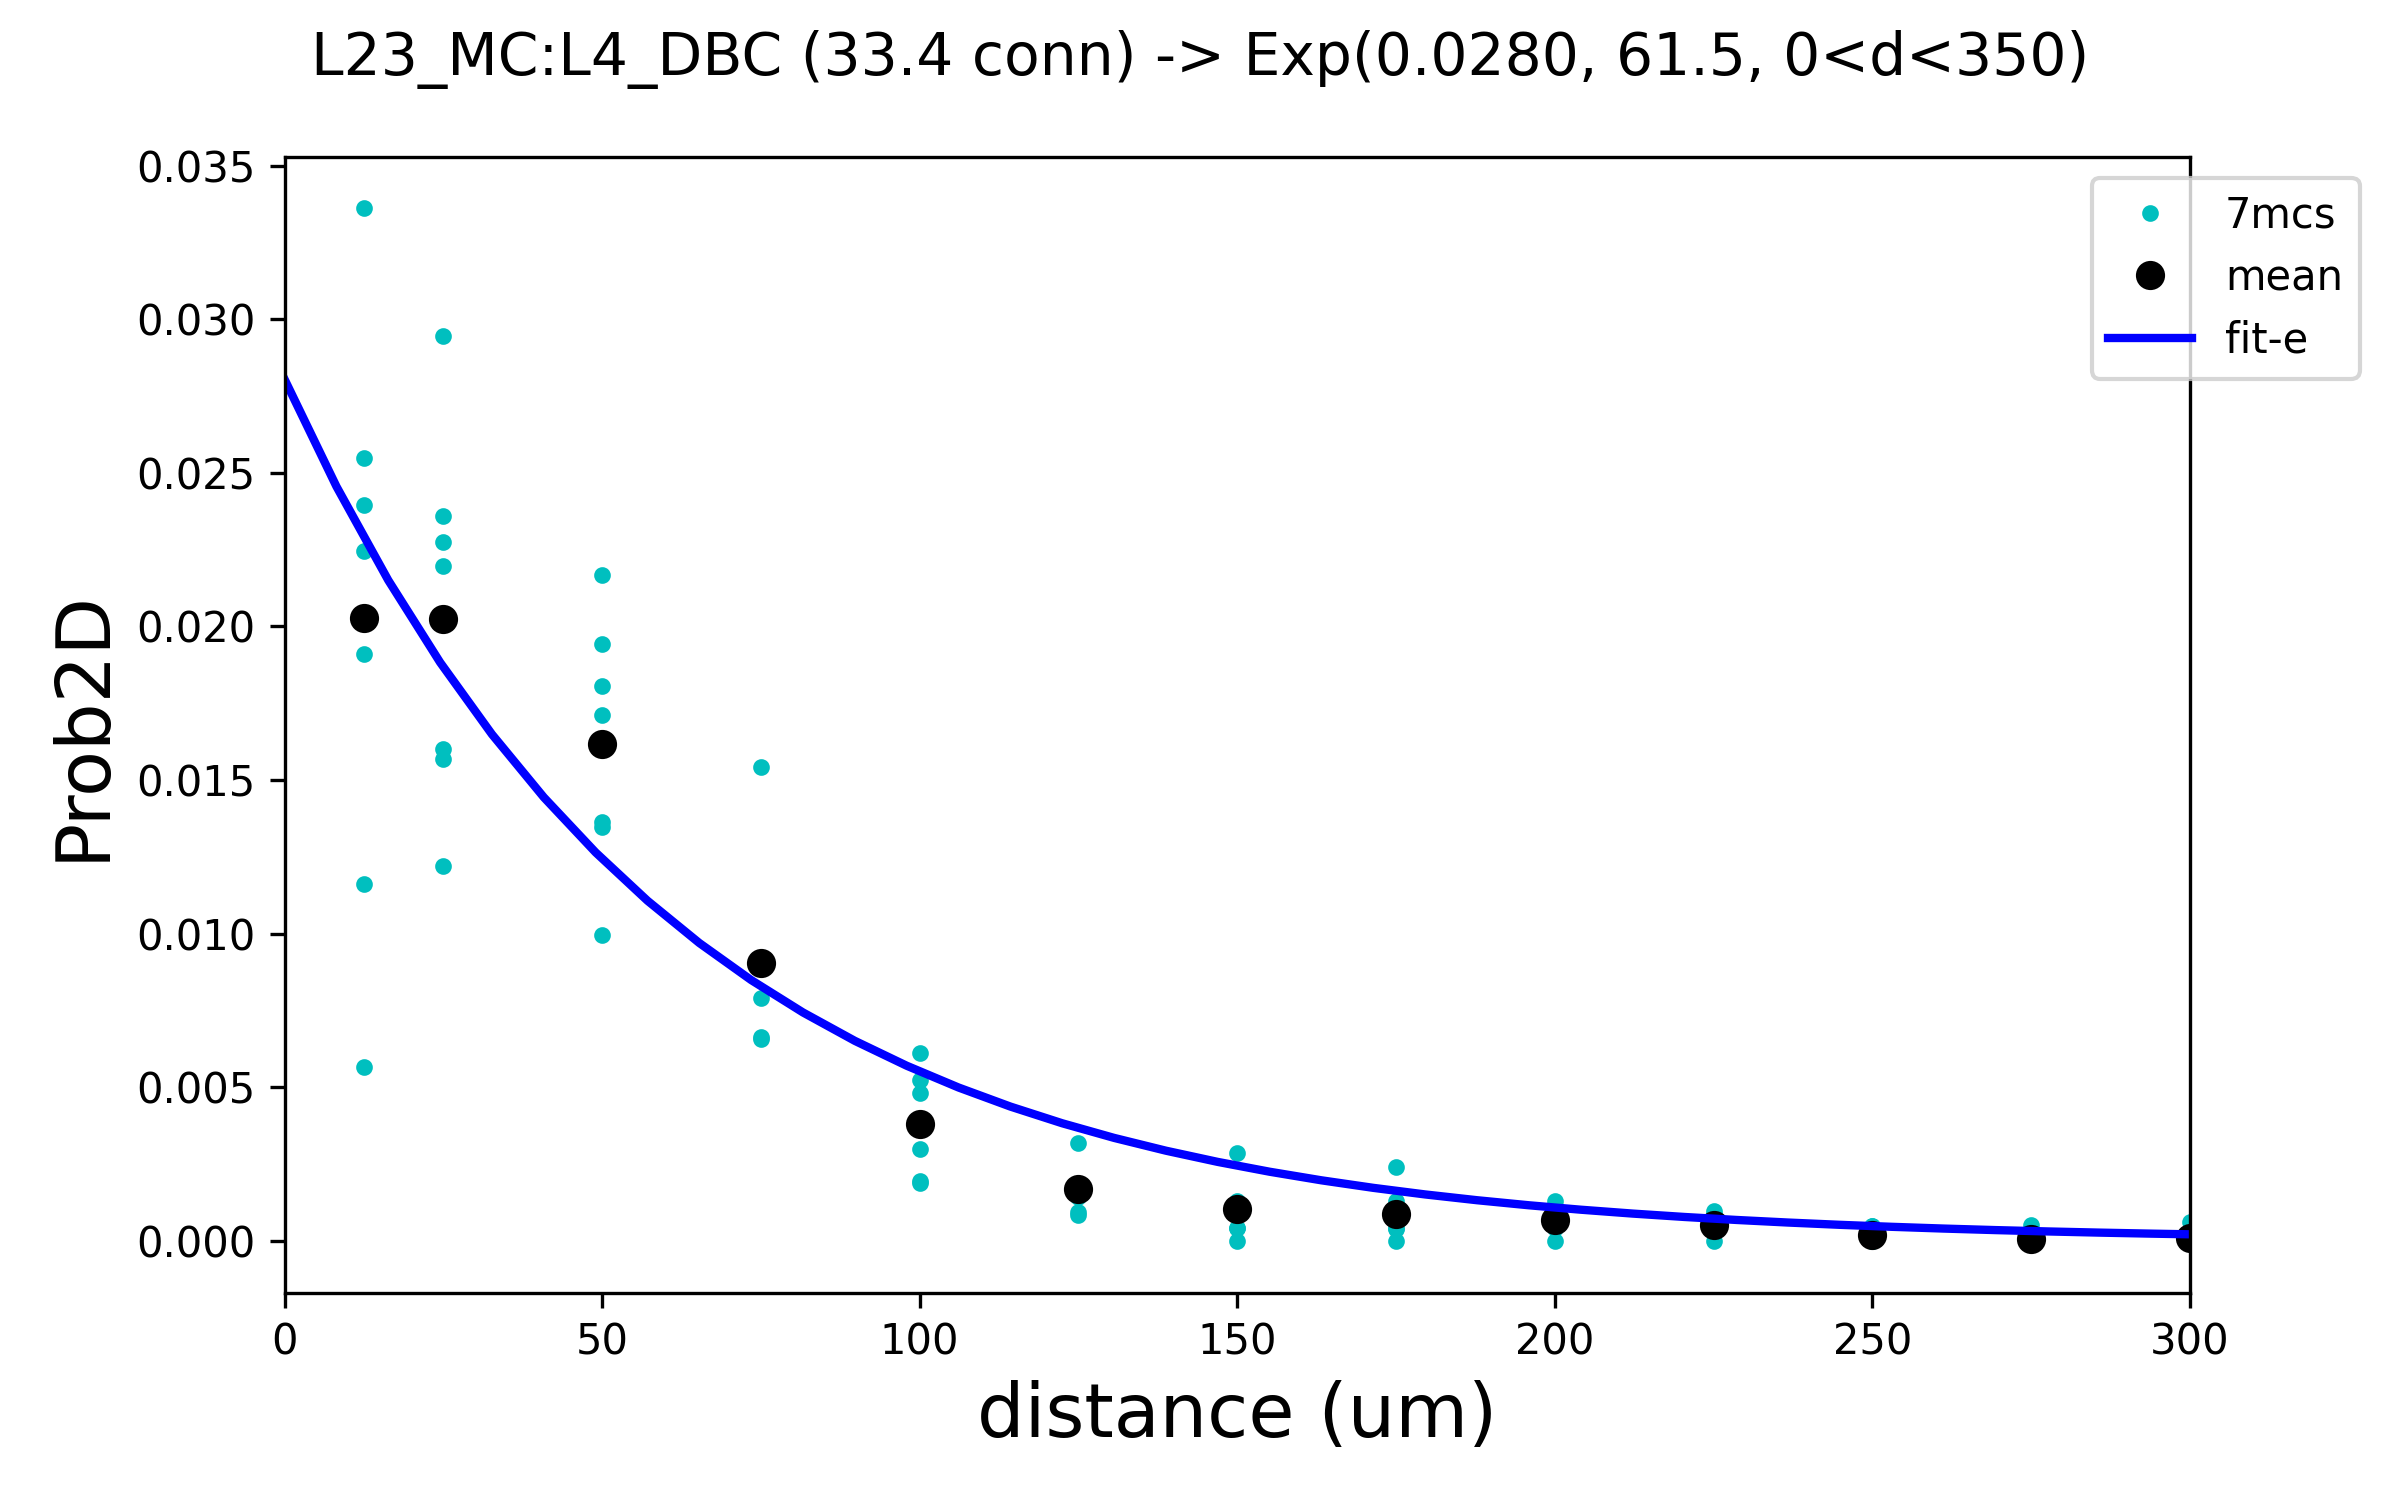 L23_MC:L4_DBC (33.4 conn) -> Exp(0.0280, 61.5, 0<d<350)
7mcs
mean
fit-e
Prob2D
0.035
0.030
0.025
0.020
0.015
0.010
0.005
0.000
0 50 100 150 200 250 300
distance (um)